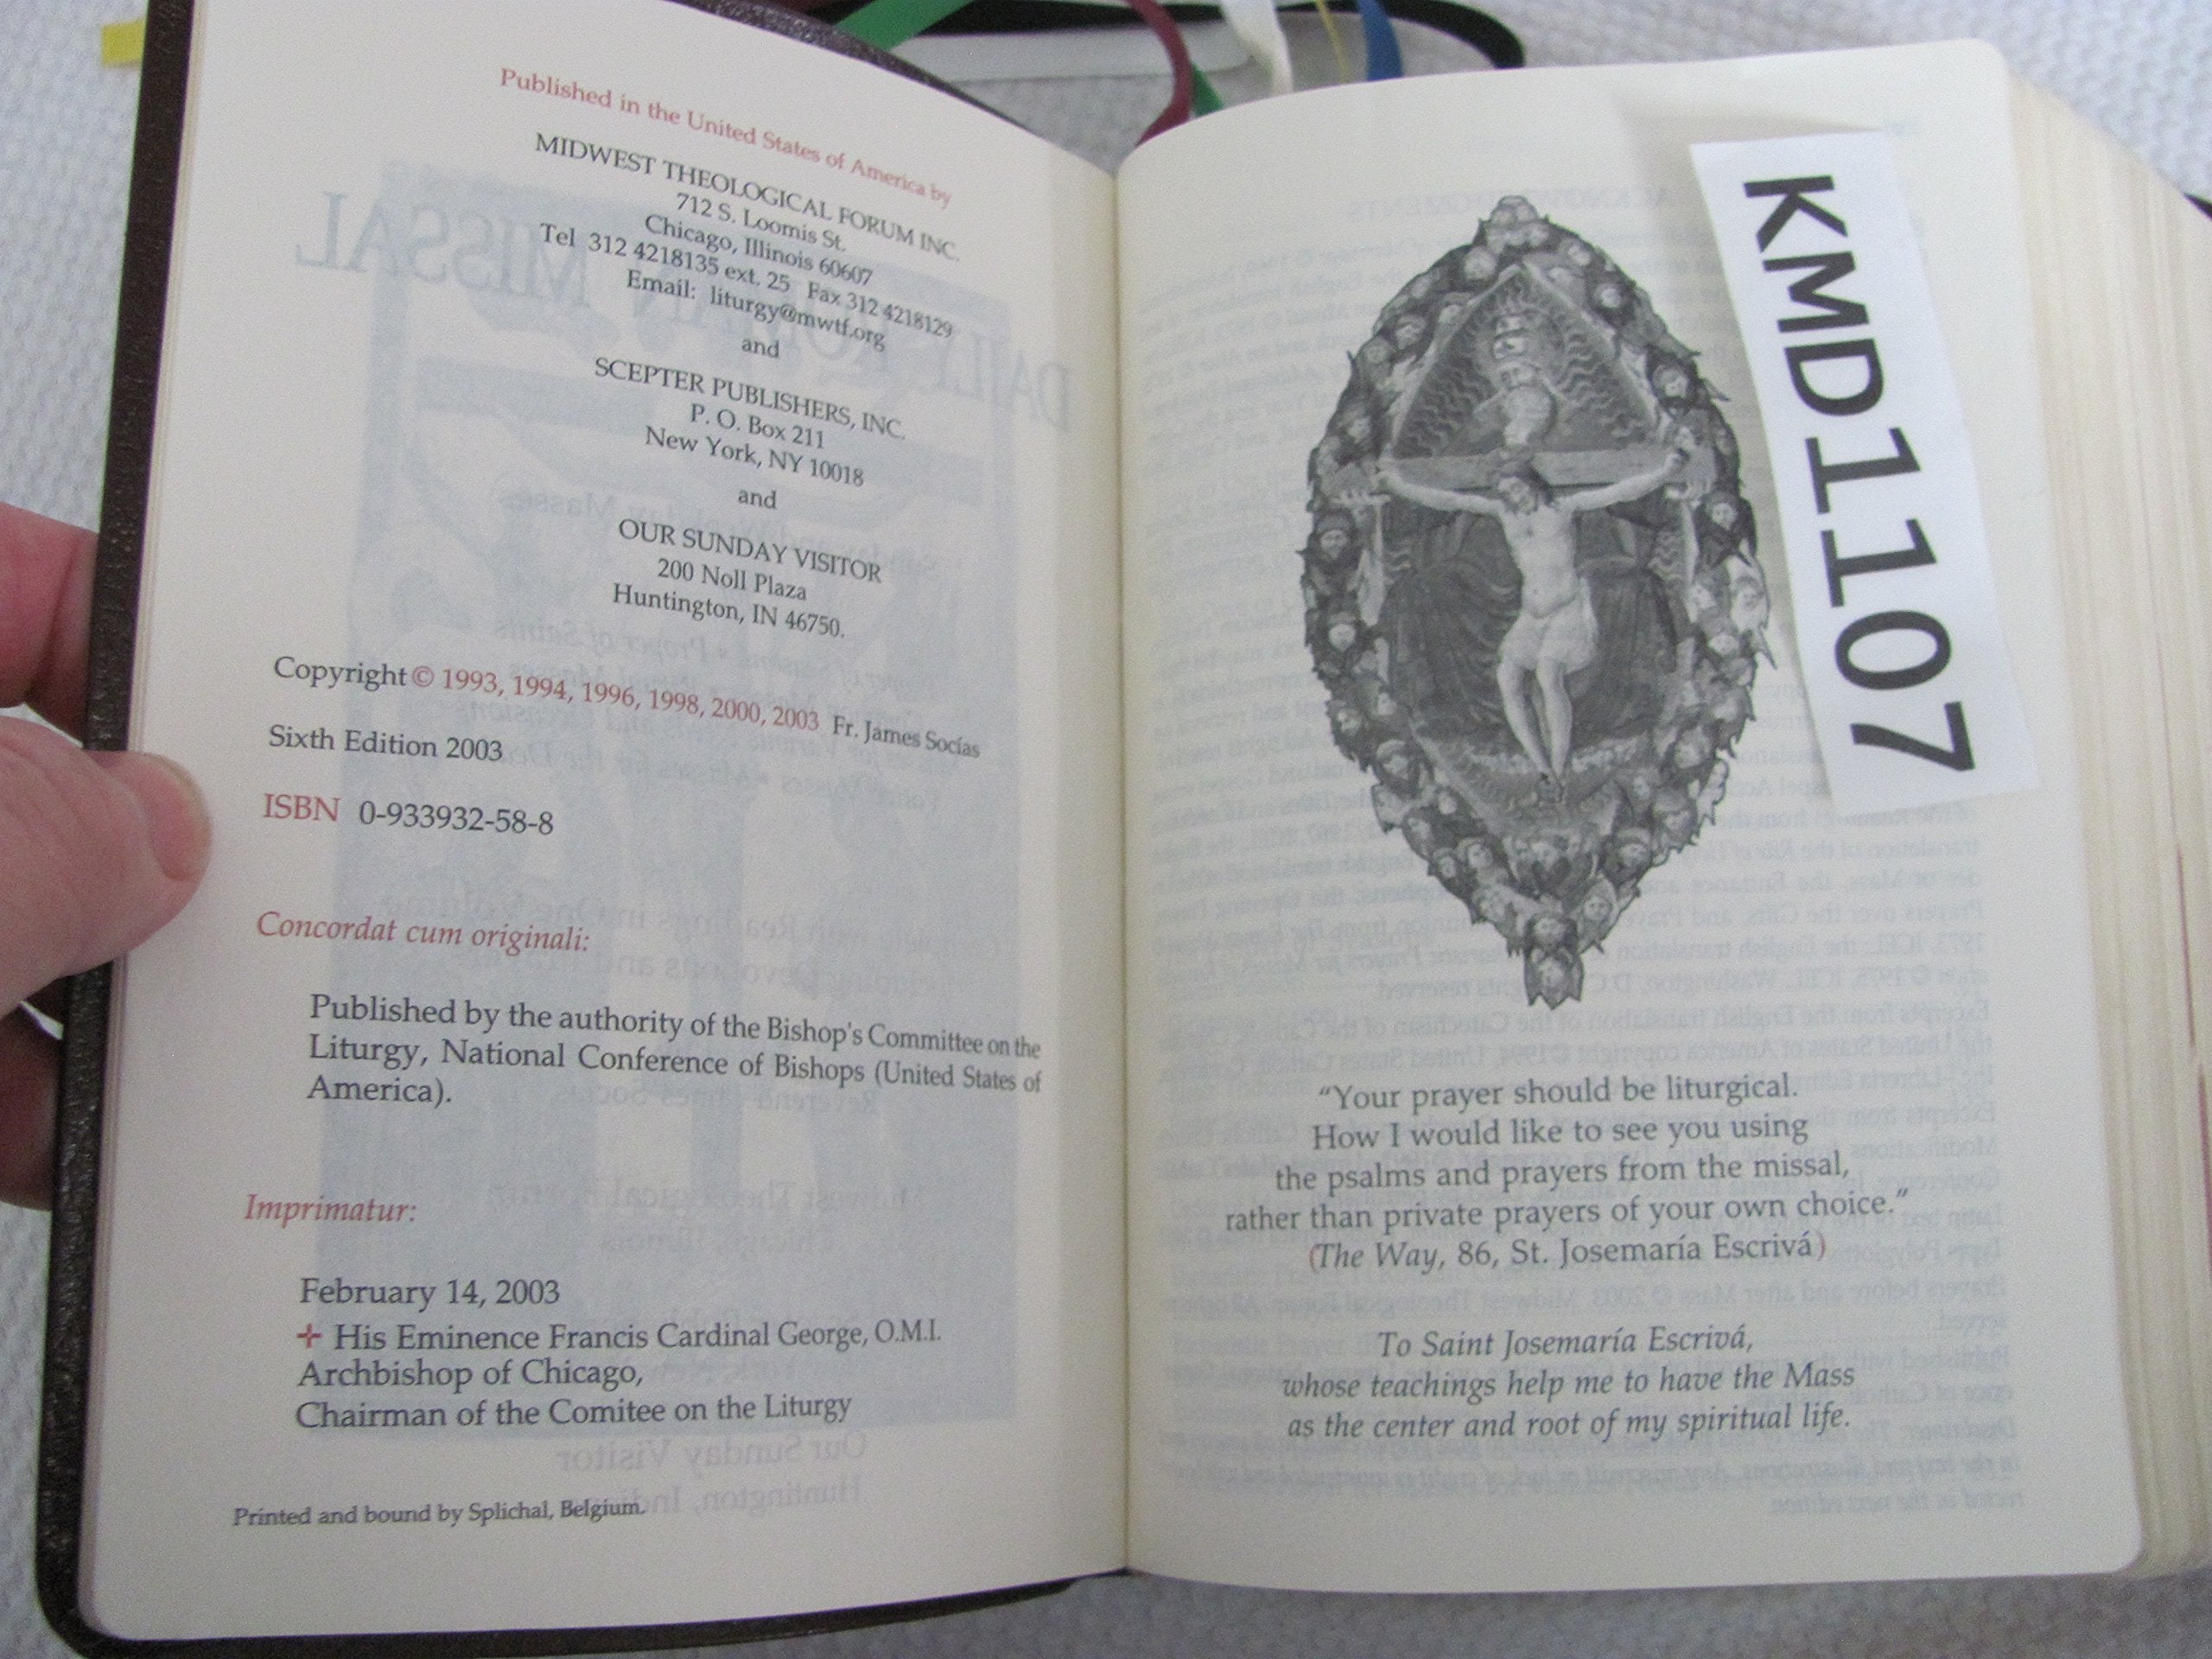 Published in the United States of America by
MIDWEST THEOLOGICAL FORUM INC.
712 S. Loomis St.
Chicago, Illinois 60607
Tel 312 4218135 ext. 25 Fax 312 4218129
Email: liturgy@mwtf.org
and
SCEPTER PUBLISHERS, INC.
P. O. Box 211
New York, NY 10018
and
OUR SUNDAY VISITOR
200 Noll Plaza
Huntington, IN 46750.
Copyright © 1993, 1994, 1996, 1998, 2000, 2003 Fr. James Socías
Sixth Edition 2003
ISBN 0-933932-58-8
Concordat cum originali:
Published by the authority of the Bishop's Committee on the
Liturgy, National Conference of Bishops (United States of
America).
Imprimatur:
February 14, 2003
✛ His Eminence Francis Cardinal George, O.M.I.
Archbishop of Chicago,
Chairman of the Comitee on the Liturgy
Printed and bound by Splichal, Belgium.
KMD1107
“Your prayer should be liturgical.
How I would like to see you using
the psalms and prayers from the missal,
rather than private prayers of your own choice.”
(The Way, 86, St. Josemaría Escrivá)
To Saint Josemaría Escrivá,
whose teachings help me to have the Mass
as the center and root of my spiritual life.